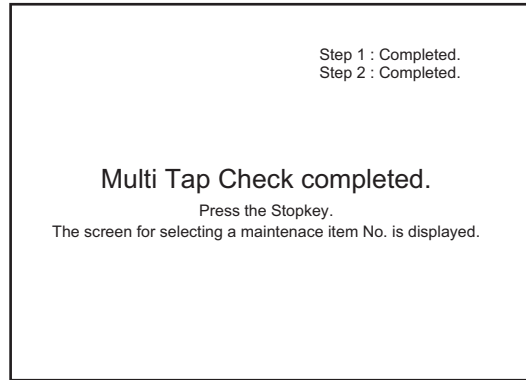 Step 1 : Completed.
Step 2 : Completed.
Multi Tap Check completed.
Press the Stopkey.
The screen for selecting a maintenace item No. is displayed.